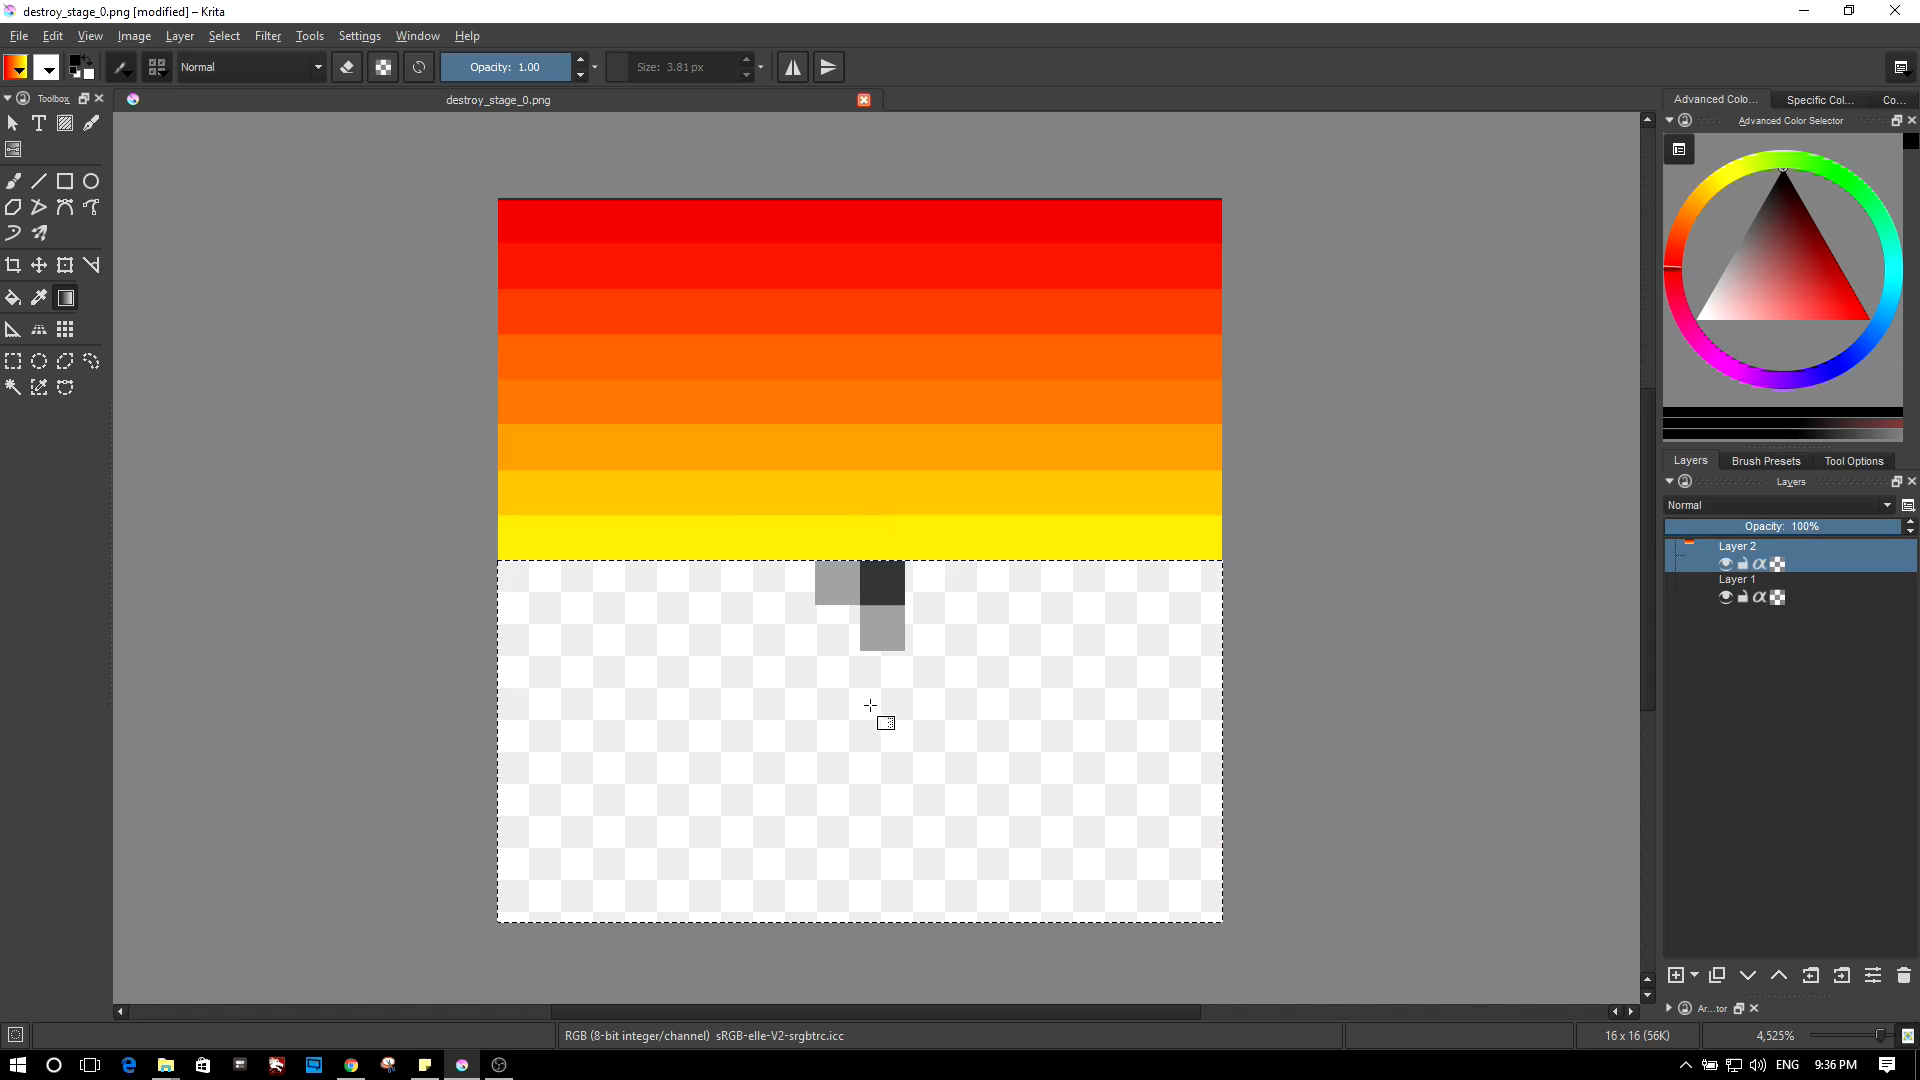 destroy_stage_0.png [modified] – Krita
File Edit View Image Layer Select Filter Tools Settings Window Help
Normal Opacity: 1.00 Size: 3.81 px
Toolbox destroy_stage_0.png Advanced Colo... Specific Col... Co...
Advanced Color Selector
T
Layers Brush Presets Tool Options
Layers
Normal
Opacity: 100%
Layer 2
Layer 1
Ar...tor
RGB (8-bit integer/channel) sRGB-elle-V2-srgbtrc.icc 16 x 16 (56K) 4,525%
ENG 9:36 PM